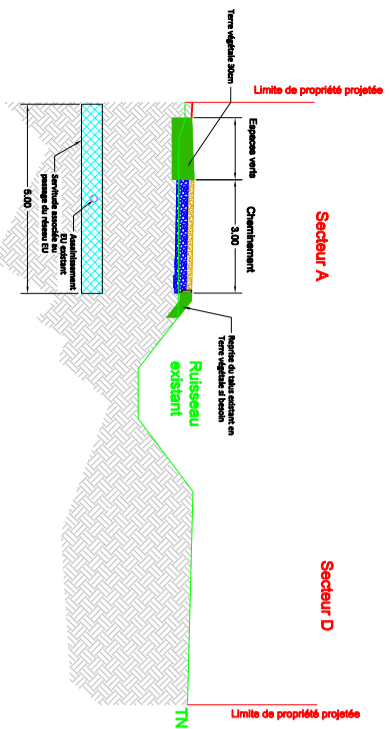 Limite de propriété projetée
Secteur A
Terre végétale 30cm
Espaces verts
Cheminement
3.00
Reprise du talus existant en
Terre végétale si besoin
Ruisseau
existant
Assainissement
EU existant
Servitude associée au
passage du réseau EU
5.00
Secteur D
Limite de propriété projetée
TN